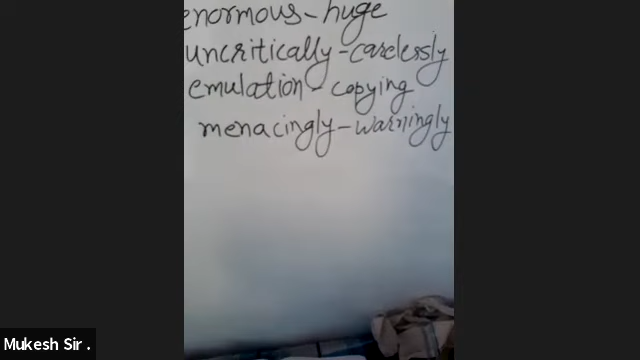 enormous - huge
uncritically - carelessly
emulation - copying
menacingly - warningly
Mukesh Sir .